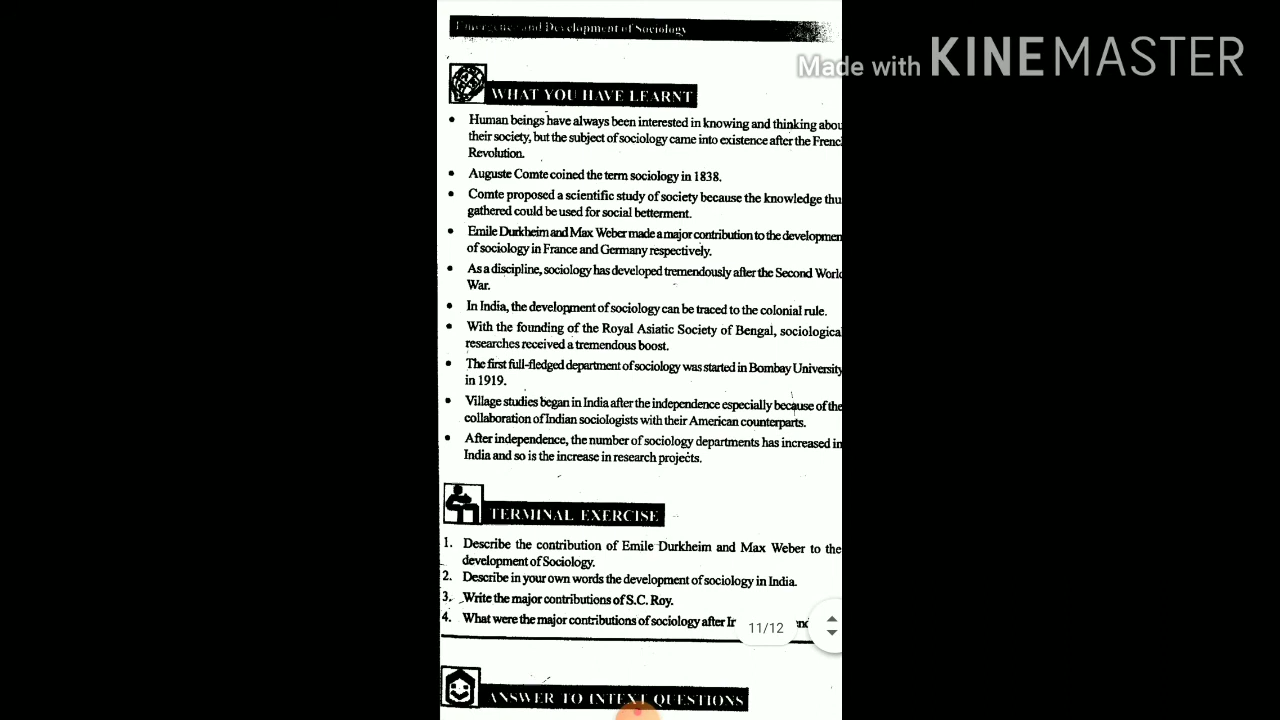 Emergence and Development of Sociology
Made with KINEMASTER
WHAT YOU HAVE LEARNT
• Human beings have always been interested in knowing and thinking abou
their society, but the subject of sociology came into existence after the Frenc
Revolution.
• Auguste Comte coined the term sociology in 1838.
• Comte proposed a scientific study of society because the knowledge thu
gathered could be used for social betterment.
• Emile Durkheim and Max Weber made a major contribution to the developmen
of sociology in France and Germany respectively.
• As a discipline, sociology has developed tremendously after the Second Worl
War.
• In India, the development of sociology can be traced to the colonial rule.
• With the founding of the Royal Asiatic Society of Bengal, sociologica
researches received a tremendous boost.
• The first full-fledged department of sociology was started in Bombay University
in 1919.
• Village studies began in India after the independence especially because of the
collaboration of Indian sociologists with their American counterparts.
• After independence, the number of sociology departments has increased in
India and so is the increase in research projects.
TERMINAL EXERCISE
1. Describe the contribution of Emile Durkheim and Max Weber to the
development of Sociology.
2. Describe in your own words the development of sociology in India.
3. Write the major contributions of S.C. Roy.
4. What were the major contributions of sociology after
11/12
ANSWER TO INTEXT QUESTIONS